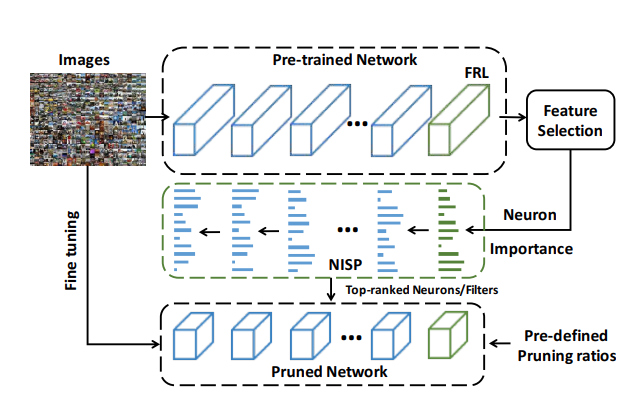 Images
Pre-trained Network
FRL
...
Feature
Selection
Fine tuning
...
Neuron
Importance
NISP
Top-ranked Neurons/Filters
...
Pre-defined
Pruning ratios
Pruned Network